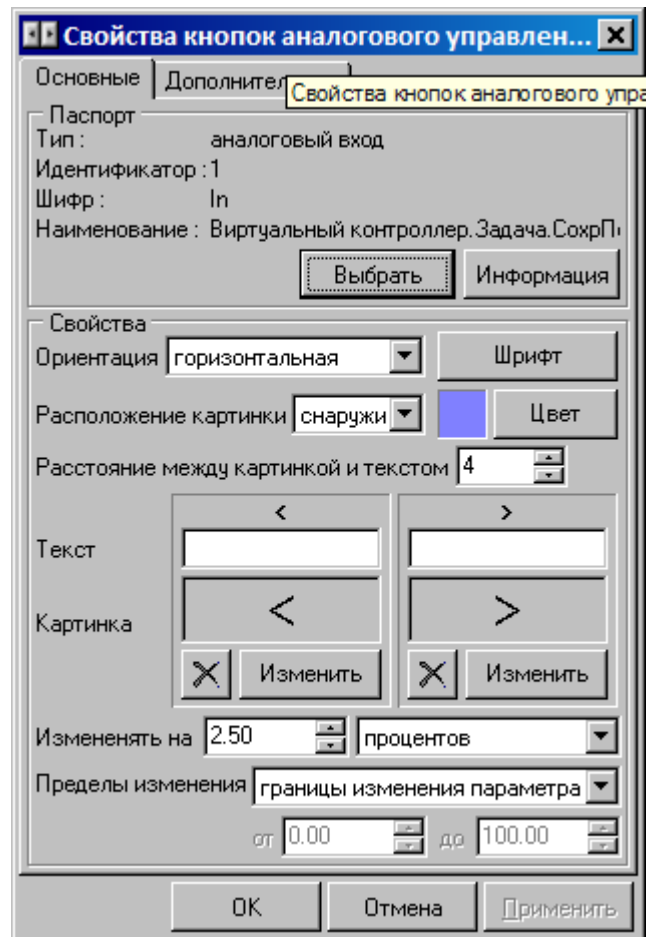 Свойства кнопок аналогового управлен...
Основные
Свойства кнопок аналогового
Паспорт
Тип : аналоговый вход
Идентификатор : 1
Шифр : In
Наименование : Виртуальный контроллер.Задача.
Выбрать Информация
Свойства
Ориентация горизонтальная Шрифт
Расположение картинки снаружи Цвет
Расстояние между картинкой и текстом 4
< >
Текст
Картинка < >
Изменить Изменить
Измененять на 2.50 процентов
Пределы изменения границы изменения параметра
от 0.00 до 100.00
OK Отмена Применить